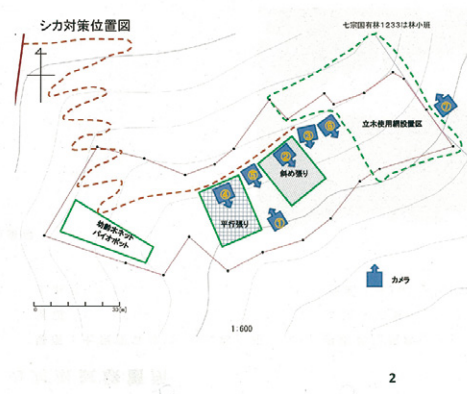 シカ対策位置図
七宗国有林1233は林小班
立木使用網設置区
斜め張り
平行張り
幼齢木ネット
バイオポット
カメラ
0 30[m]
1:600
2